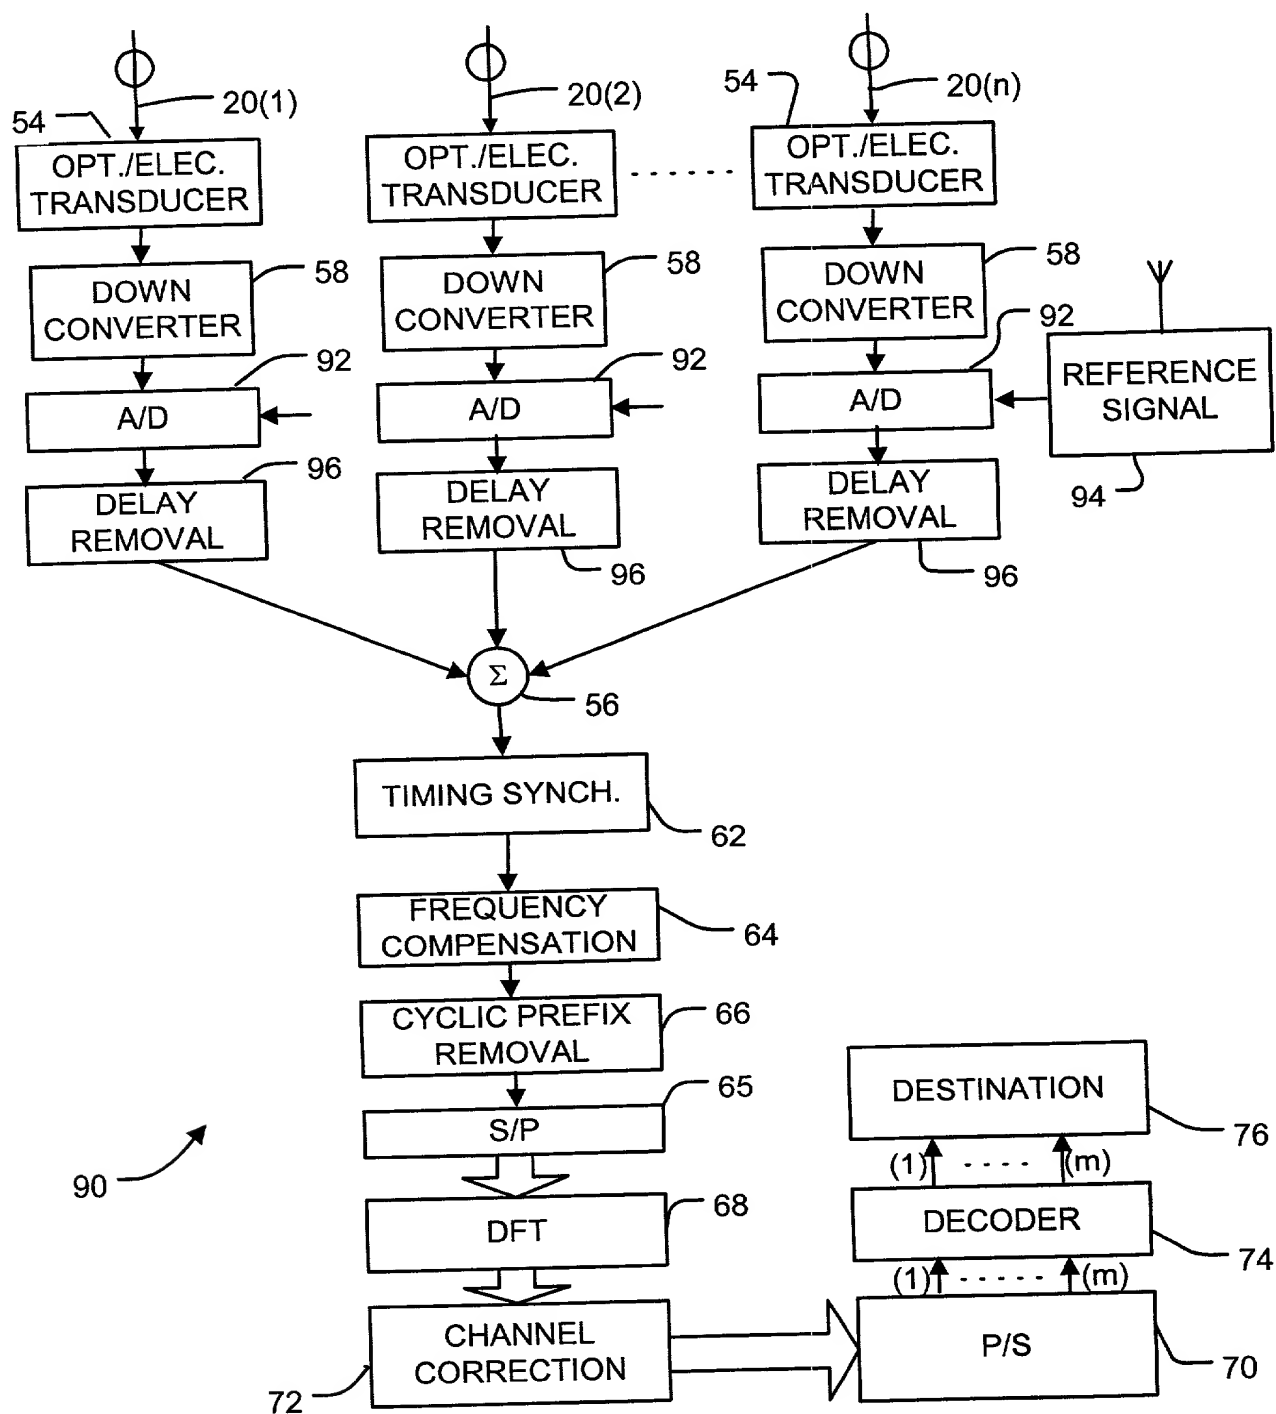 20(1)
20(2)
20(n)
54
54
OPT./ELEC.
TRANSDUCER
OPT./ELEC.
TRANSDUCER
. . . . . .
OPT./ELEC.
TRANSDUCER
58
58
58
DOWN
CONVERTER
DOWN
CONVERTER
DOWN
CONVERTER
92
92
92
A/D
A/D
A/D
REFERENCE
SIGNAL
94
96
DELAY
REMOVAL
DELAY
REMOVAL
DELAY
REMOVAL
96
96
Σ
56
TIMING SYNCH.
62
FREQUENCY
COMPENSATION
64
CYCLIC PREFIX
REMOVAL
66
S/P
65
DFT
68
CHANNEL
CORRECTION
72
90
DESTINATION
76
(1) . . . . (m)
DECODER
74
(1) . . . . . (m)
P/S
70